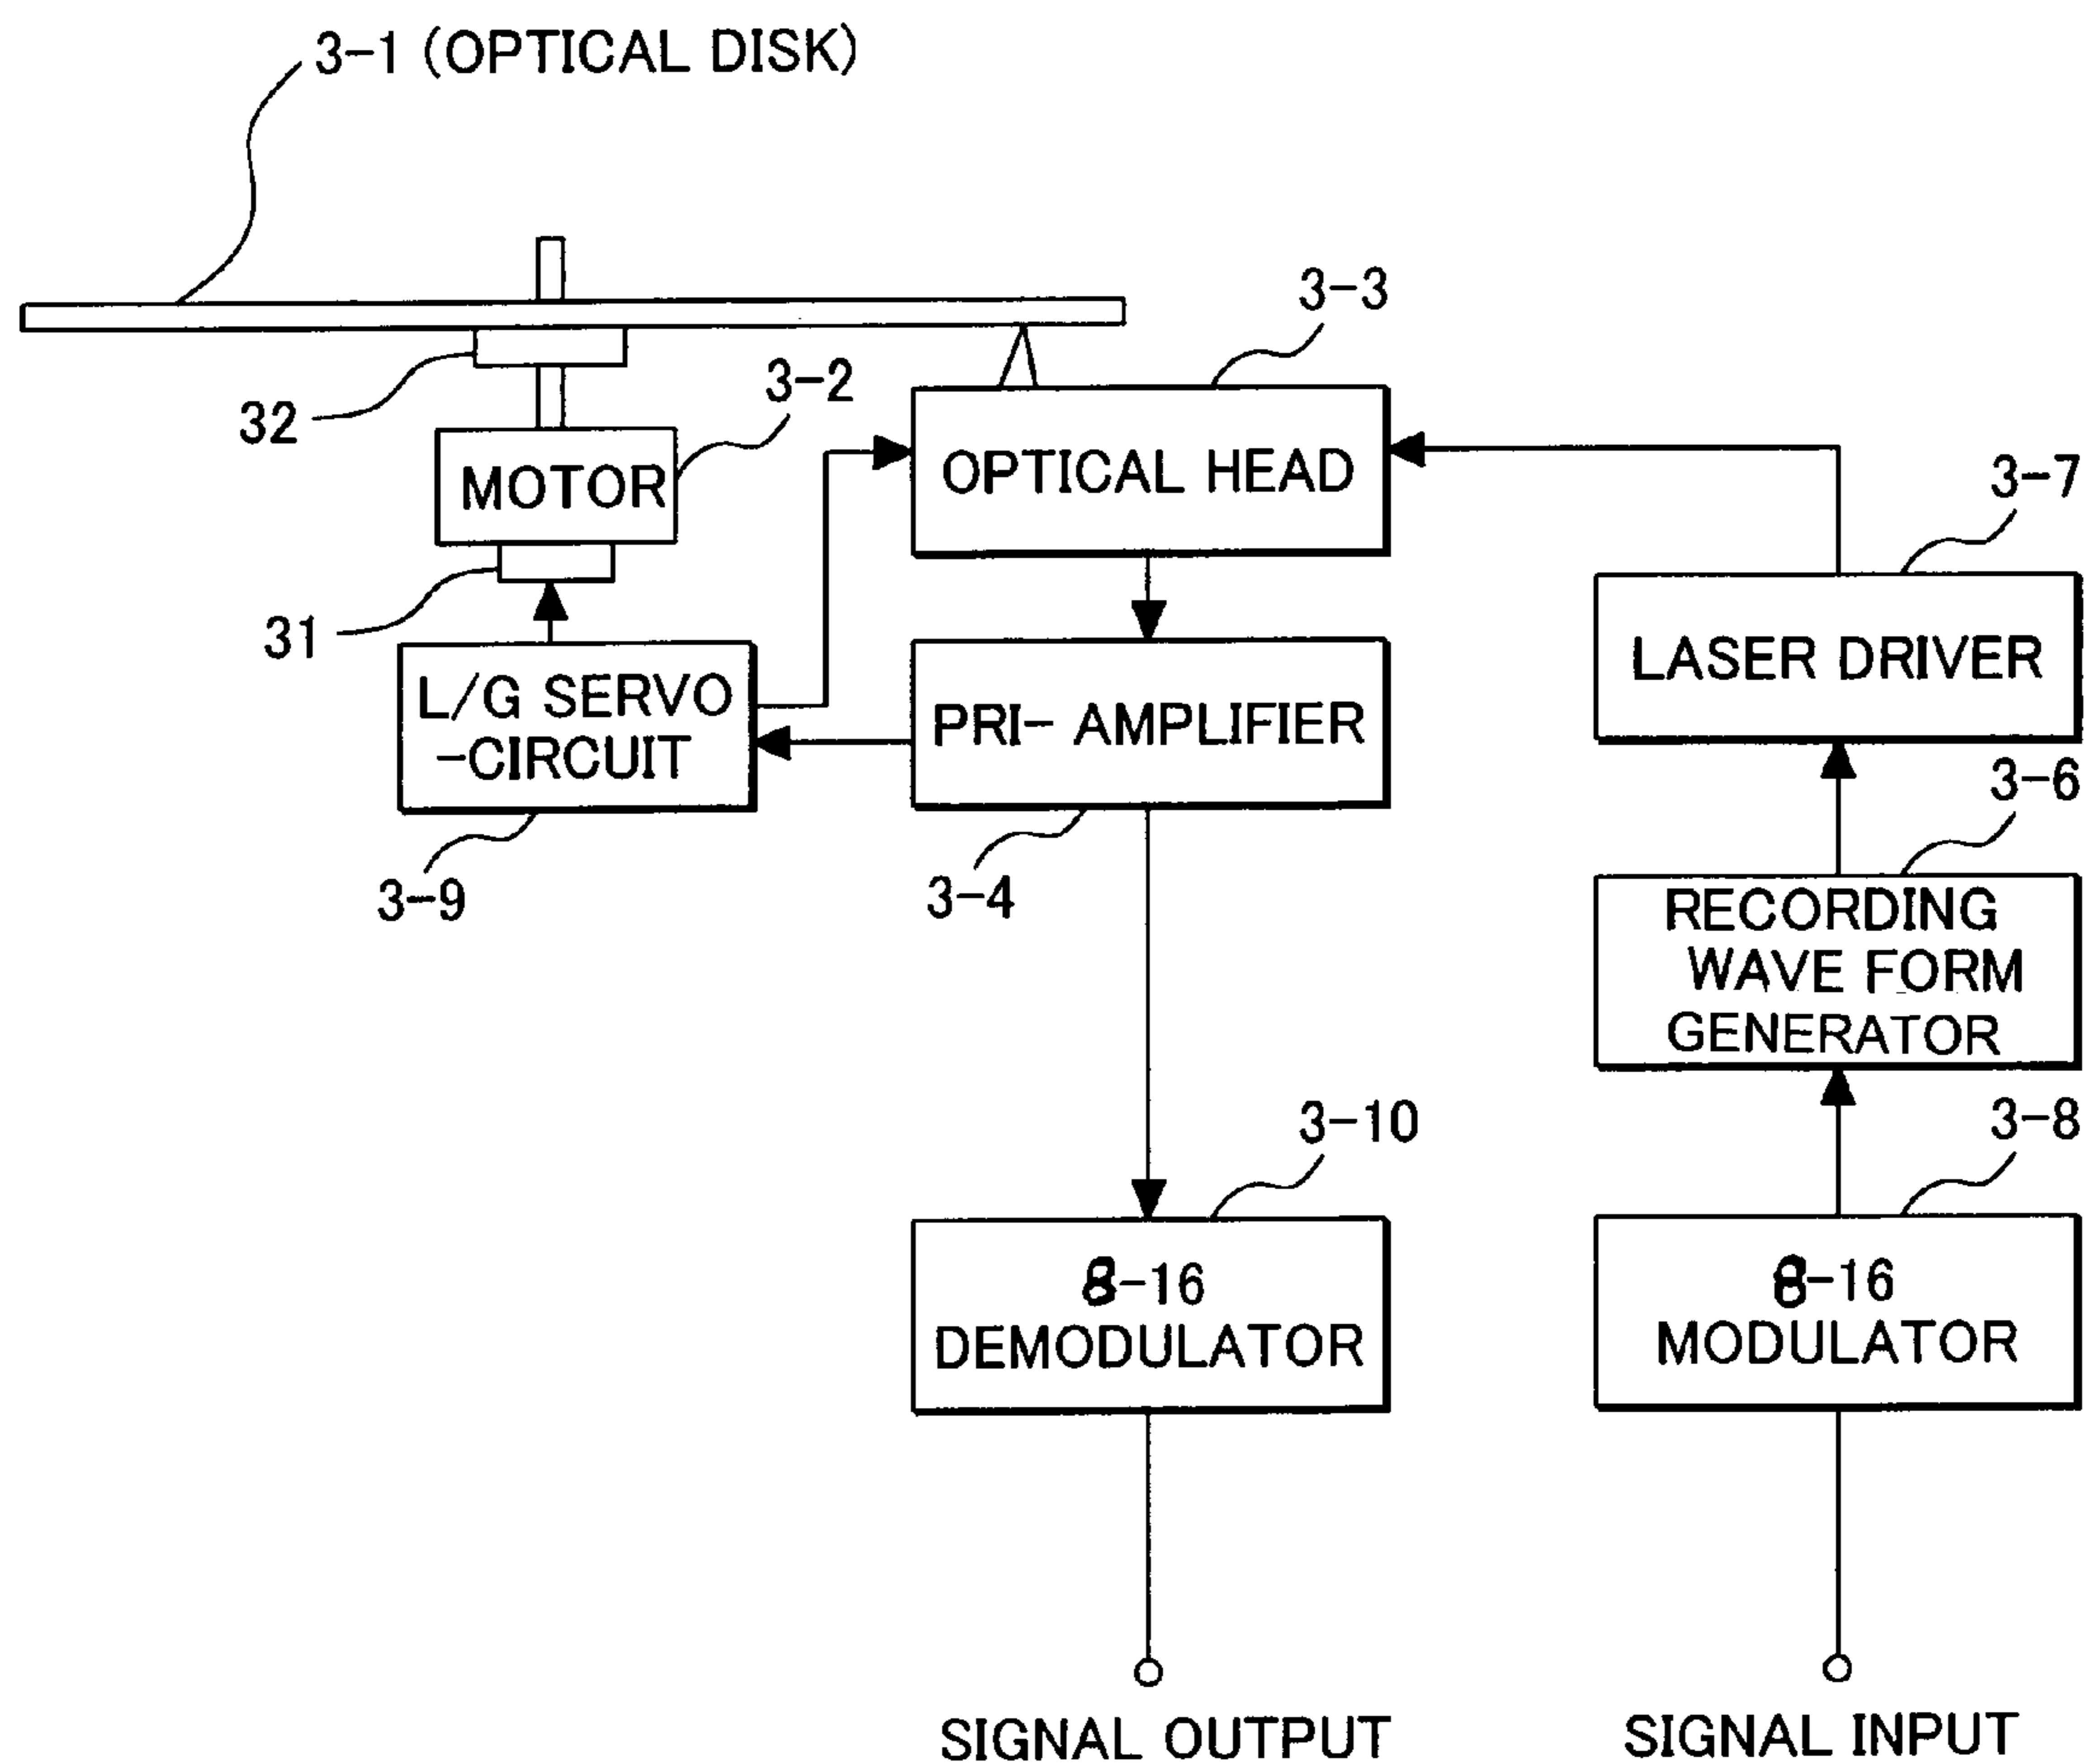 3-1 (OPTICAL DISK)
3-3
32
3-2
MOTOR
OPTICAL HEAD
3-7
31
L/G SERVO
-CIRCUIT
PRI- AMPLIFIER
LASER DRIVER
3-6
3-9
3-4
RECORDING
WAVE FORM
GENERATOR
3-10
3-8
8-16
DEMODULATOR
8-16
MODULATOR
SIGNAL OUTPUT
SIGNAL INPUT